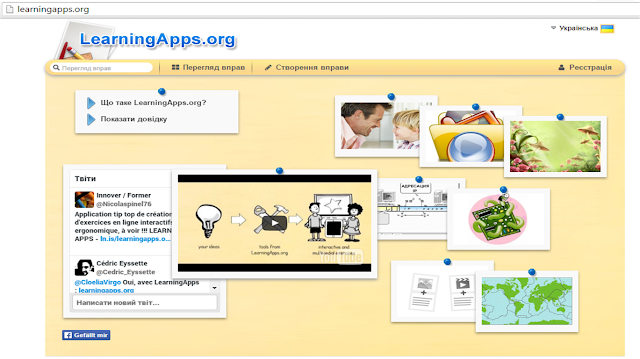 learningapps.org
LearningApps.org
Українська
Перегляд вправ
Перегляд вправ
Створення вправи
Реєстрація
Що таке LearningApps.org?
Показати довідку
Твіти
Innover / Former
@Nicolaspinel76
Application tip top de création
d'exercices en ligne interactifs
ergonomique, à voir !!! LEARN
APPS - ln.is/learningapps.o...
Cédric Eyssette
@Cedric_Eyssette
@CloeliaVirgo Oui, avec LearningApps
: learningapps.org
Написати новий твіт...
your ideas
tools from
LearningApps.org
interactive and
YouTube
АДРЕСАЦИЯ
Gefällt mir